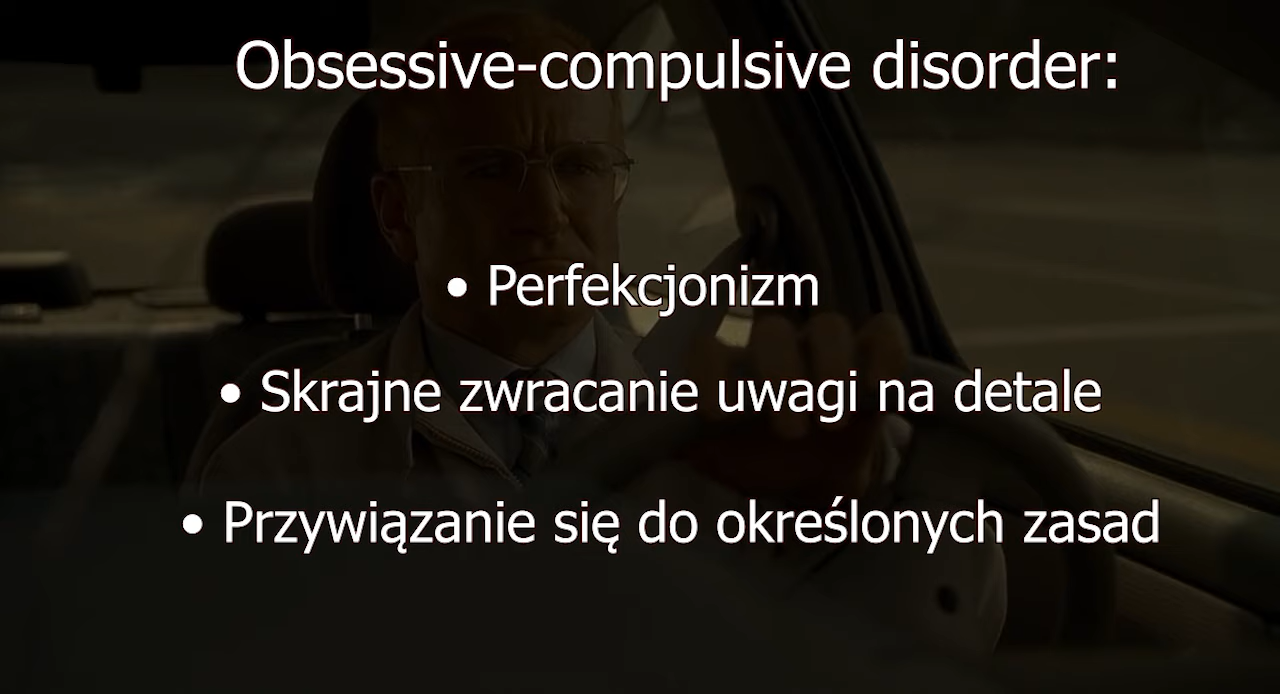 Obsessive-compulsive disorder:
• Perfekcjonizm
• Skrajne zwracanie uwagi na detale
• Przywiązanie się do określonych zasad